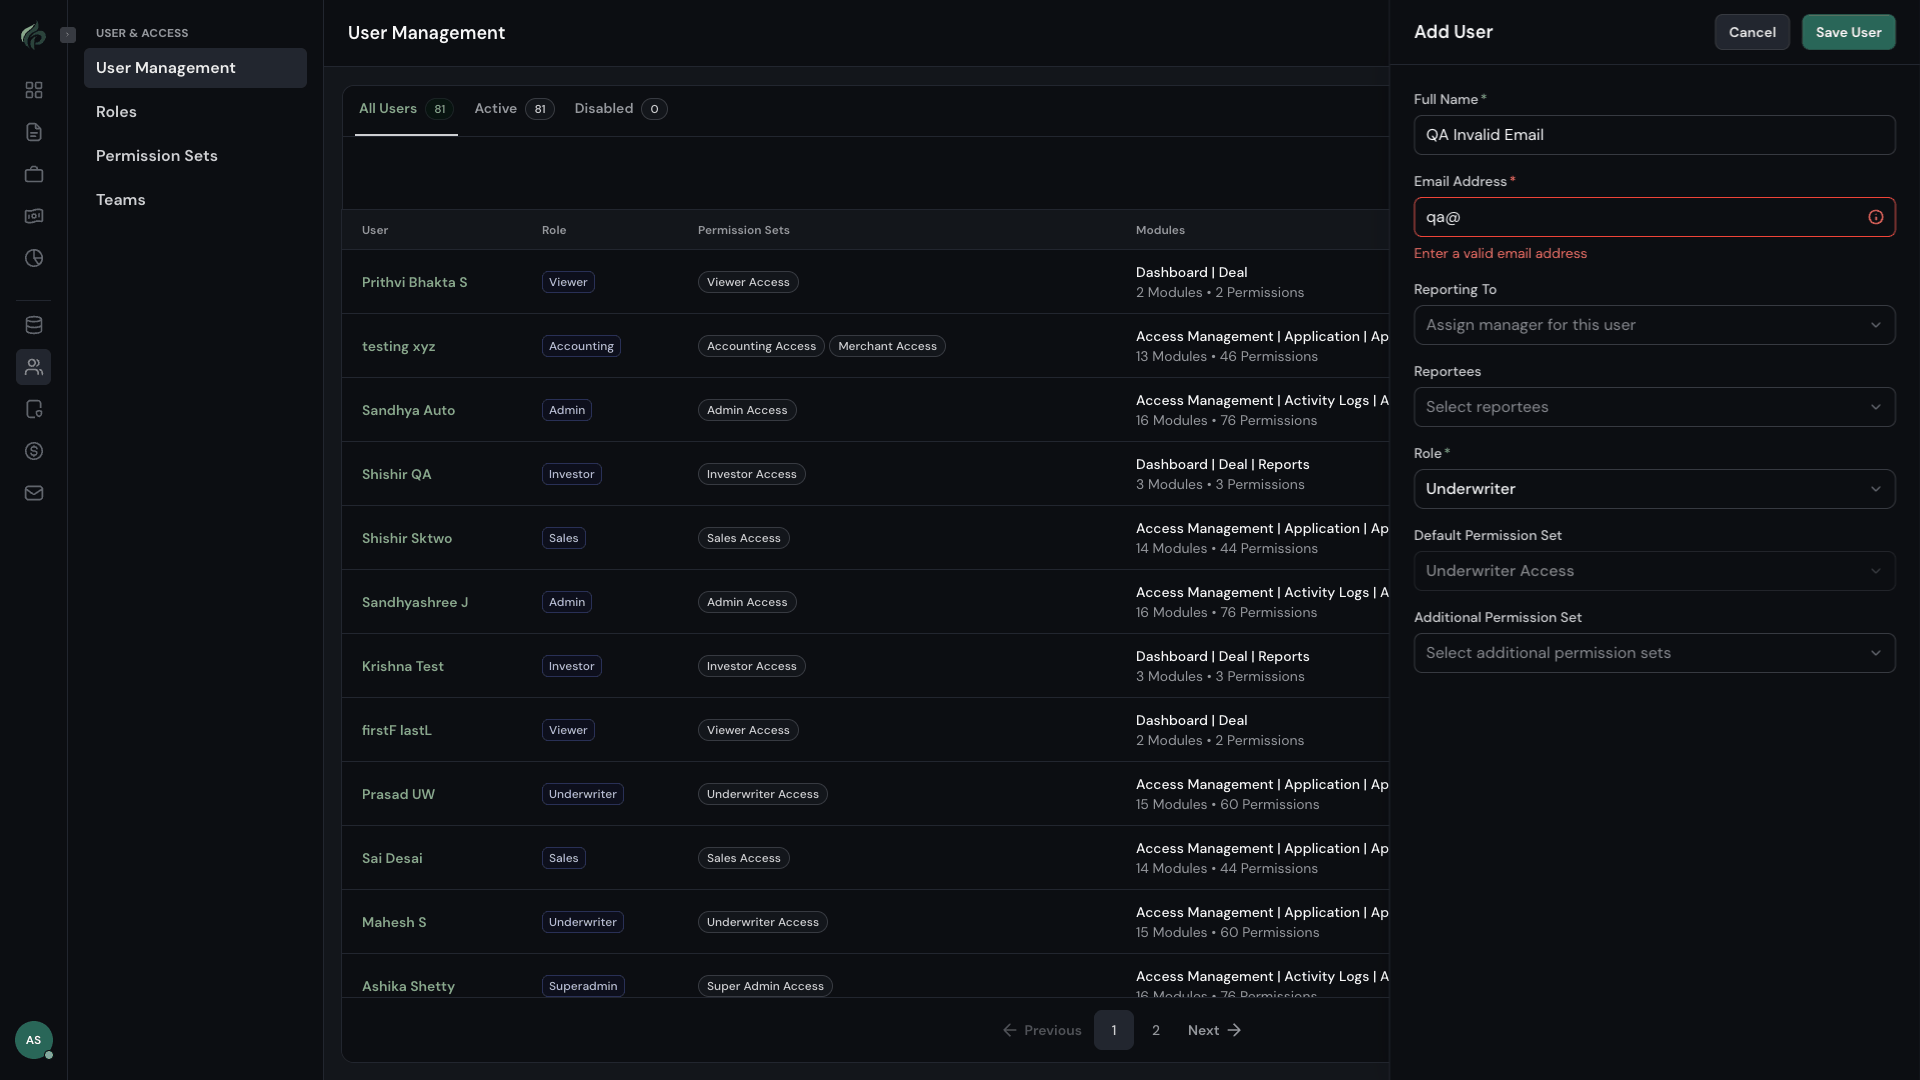 USER & ACCESS
User Management
Roles
Permission Sets
Teams
AS
User Management
All Users 81 Active 81 Disabled 0
User Role Permission Sets Modules
Prithvi Bhakta S Viewer Viewer Access Dashboard | Deal
2 Modules • 2 Permissions
testing xyz Accounting Accounting Access Merchant Access Access Management | Application | Ap
13 Modules • 46 Permissions
Sandhya Auto Admin Admin Access Access Management | Activity Logs | A
16 Modules • 76 Permissions
Shishir QA Investor Investor Access Dashboard | Deal | Reports
3 Modules • 3 Permissions
Shishir Sktwo Sales Sales Access Access Management | Application | Ap
14 Modules • 44 Permissions
Sandhyashree J Admin Admin Access Access Management | Activity Logs | A
16 Modules • 76 Permissions
Krishna Test Investor Investor Access Dashboard | Deal | Reports
3 Modules • 3 Permissions
firstF lastL Viewer Viewer Access Dashboard | Deal
2 Modules • 2 Permissions
Prasad UW Underwriter Underwriter Access Access Management | Application | Ap
15 Modules • 60 Permissions
Sai Desai Sales Sales Access Access Management | Application | Ap
14 Modules • 44 Permissions
Mahesh S Underwriter Underwriter Access Access Management | Application | Ap
15 Modules • 60 Permissions
Ashika Shetty Superadmin Super Admin Access Access Management | Activity Logs | A
16 Modules • 76 Permissions
Previous 1 2 Next
Add User Cancel Save User
Full Name*
QA Invalid Email
Email Address*
qa@
Enter a valid email address
Reporting To
Assign manager for this user
Reportees
Select reportees
Role*
Underwriter
Default Permission Set
Underwriter Access
Additional Permission Set
Select additional permission sets